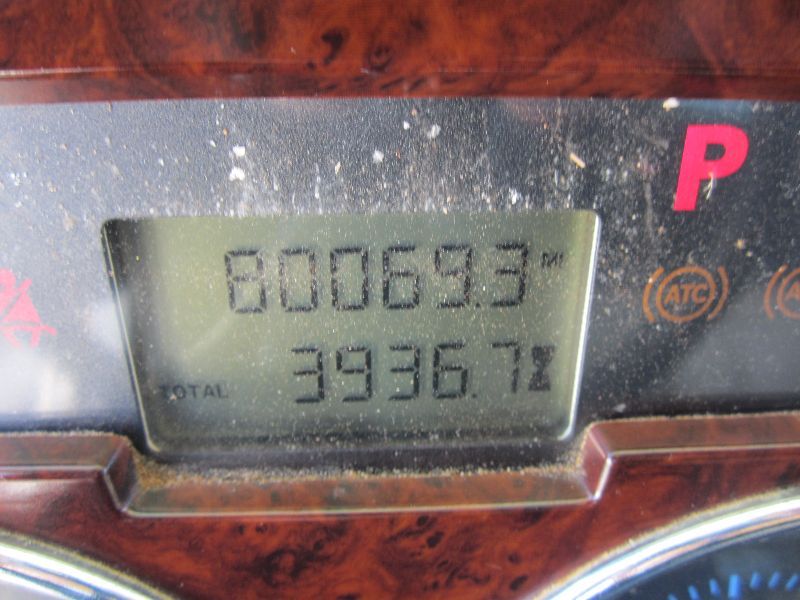 P
80069.3 MI
ATC
TOTAL 3936.7